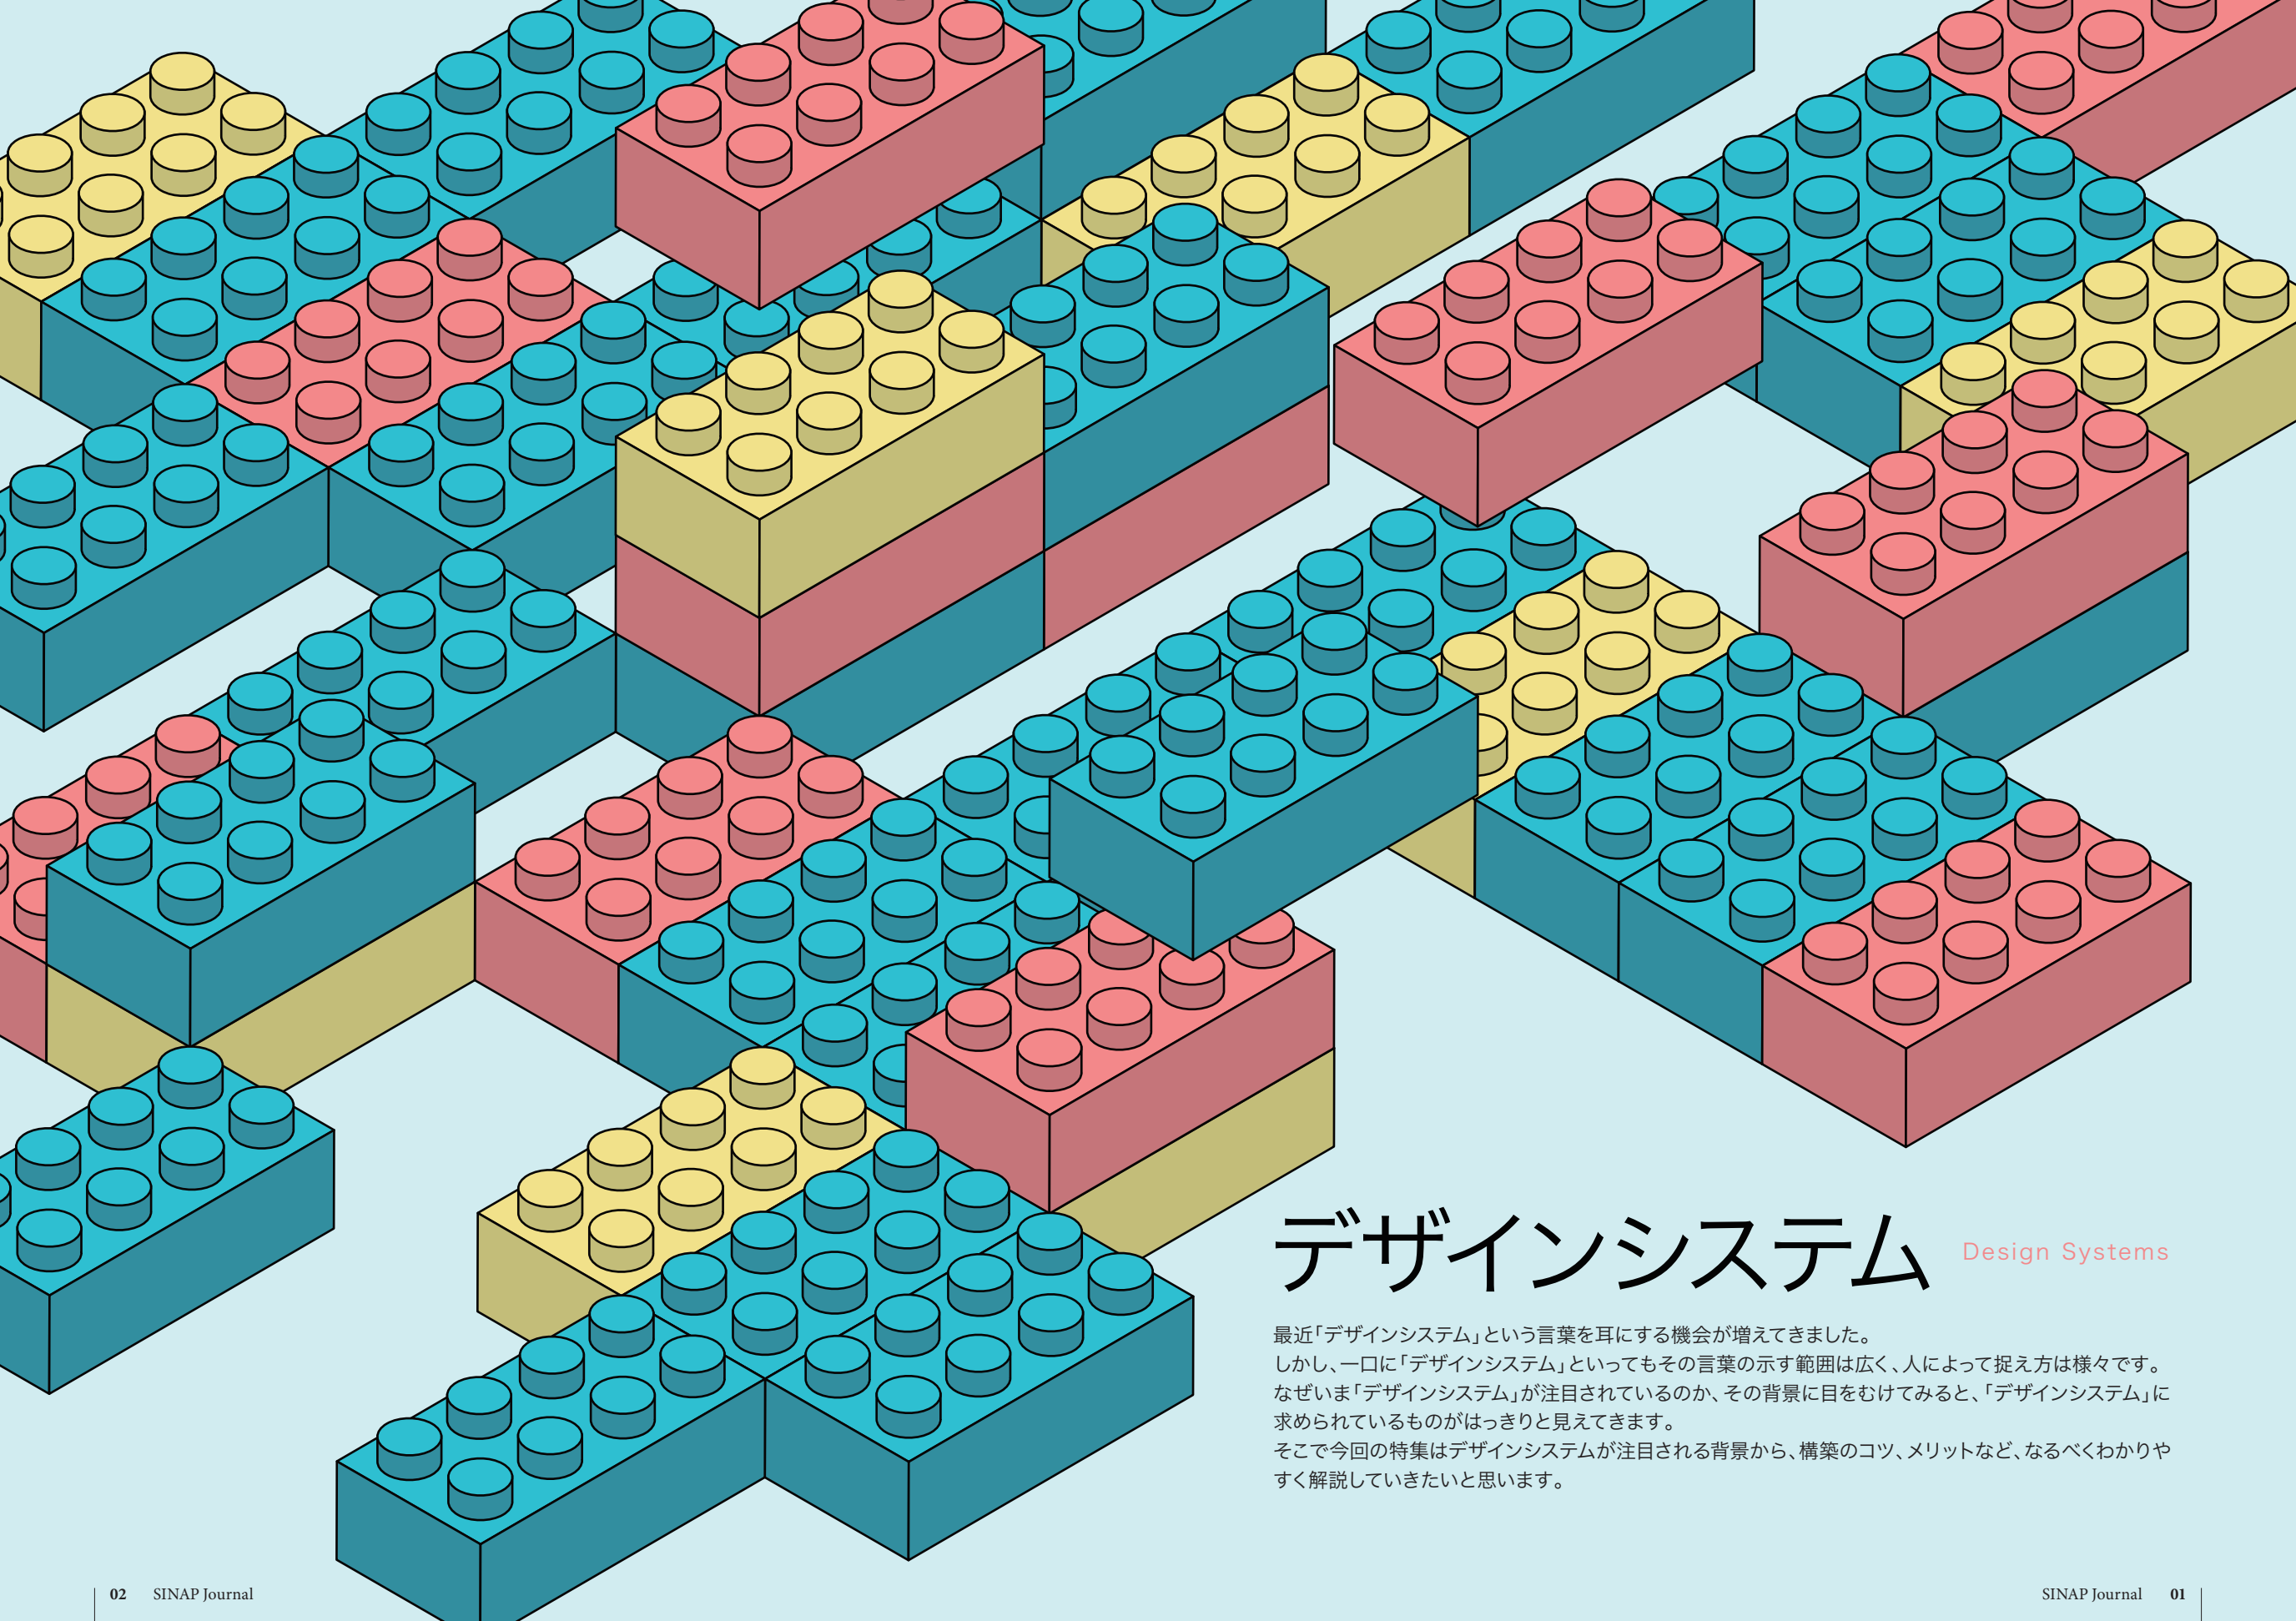 デザインシステム
Design Systems
最近「デザインシステム」という言葉を耳にする機会が増えてきました。
しかし、一口に「デザインシステム」といってもその言葉の示す範囲は広く、人によって捉え方は様々です。
なぜいま「デザインシステム」が注目されているのか、その背景に目をむけてみると、「デザインシステム」に
求められているものがはっきりと見えてきます。
そこで今回の特集はデザインシステムが注目される背景から、構築のコツ、メリットなど、なるべくわかりや
すく解説していきたいと思います。
02 SINAP Journal
SINAP Journal 01